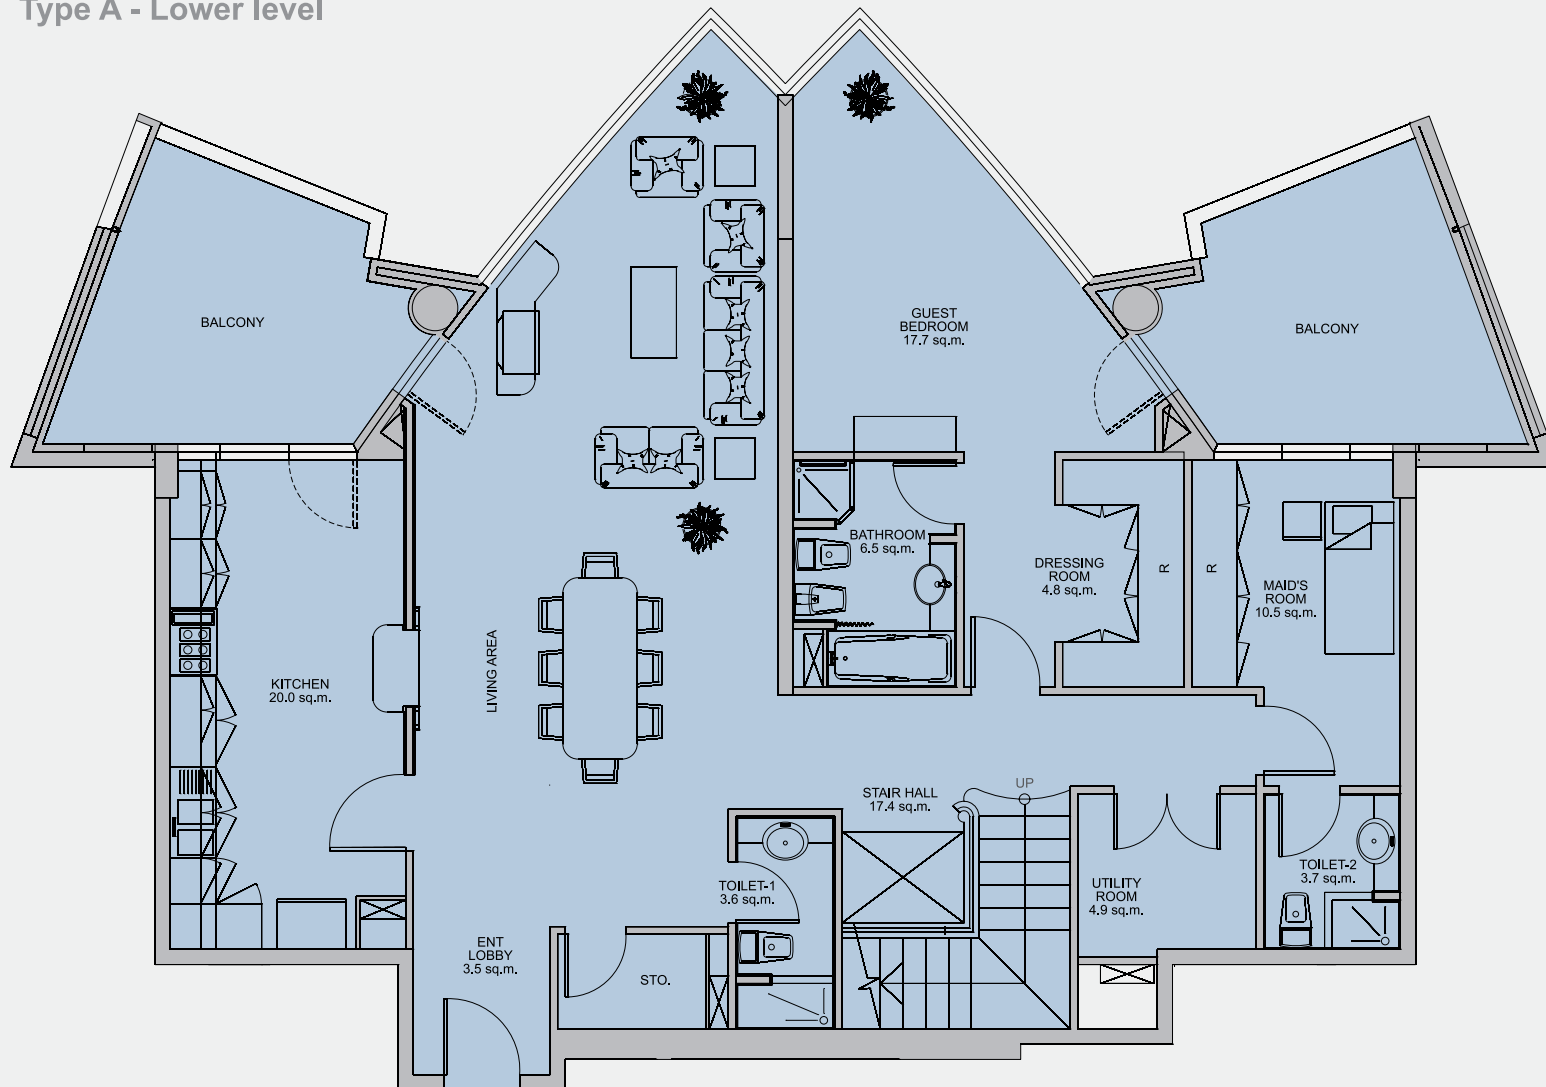 Type A - Lower level
BALCONY
GUEST
BEDROOM
17.7 sq.m.
BALCONY
BATHROOM
6.5 sq.m.
DRESSING
ROOM
4.8 sq.m.
R
R
MAID'S
ROOM
10.5 sq.m.
KITCHEN
20.0 sq.m.
LIVING AREA
STAIR HALL
17.4 sq.m.
UP
TOILET-1
3.6 sq.m.
UTILITY
ROOM
4.9 sq.m.
TOILET-2
3.7 sq.m.
ENT
LOBBY
3.5 sq.m.
STO.